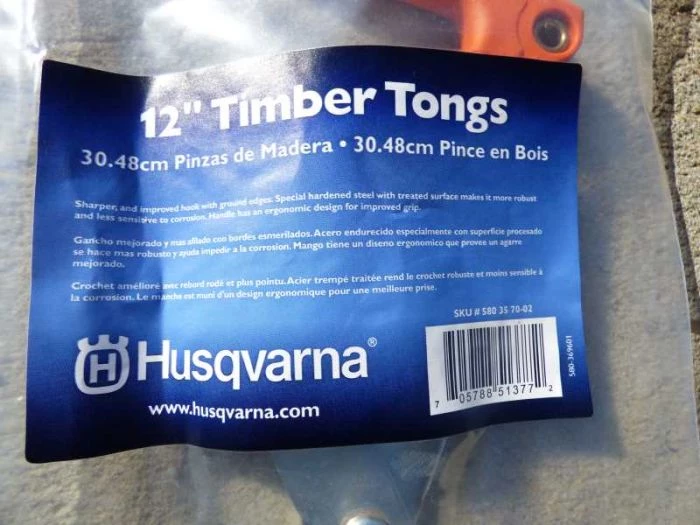 12" Timber Tongs
30.48cm Pinzas de Madera • 30.48cm Pince en Bois
Sharper, and improved hook with ground edges. Special hardened steel with treated surface makes it more robust
and less sensitive to corrosion. Handle has an ergonomic design for improved grip.
Gancho mejorado y mas afilado con bordes esmerilados. Acero endurecido especialmente con superficie procesado
se hace mas robusto y ayuda impedir a la corrosion. Mango tiene un diseno ergonomico que provee un agarre
mejorado.
Crochet amélioré avec rebord rodé et plus pointu. Acier trempé traitée rend le crochet robuste et moins sensible à
la corrosion. Le manche est muni d'un design ergonomique pour une meilleure prise.
SKU # 580 35 70-02
H Husqvarna®
www.husqvarna.com
7 05788 51377 2
580-369601